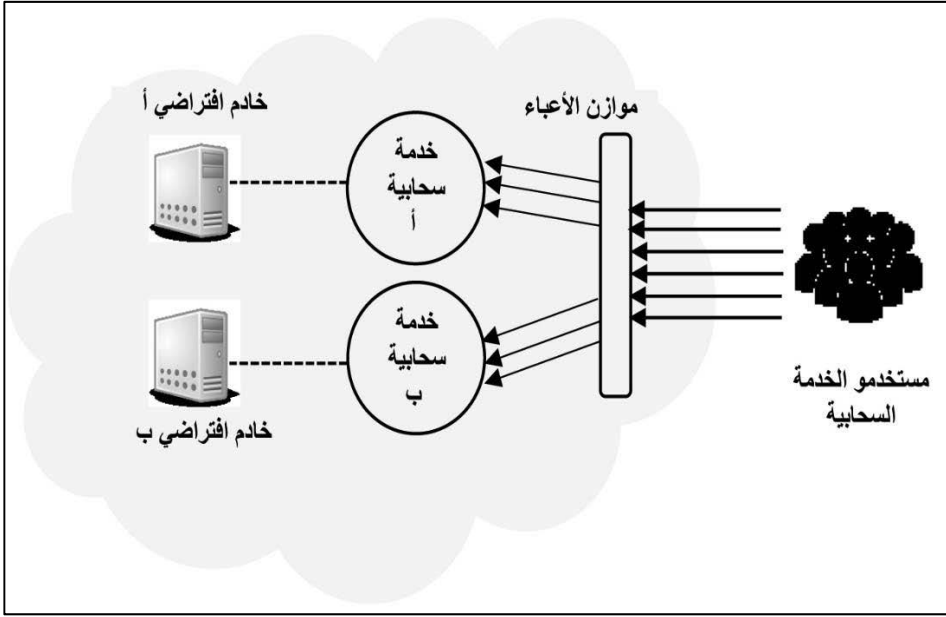 موازن الأعباء
خادم افتراضي أ
خدمة
سحابية
أ
خدمة
سحابية
ب
خادم افتراضي ب
مستخدمو الخدمة
السحابية